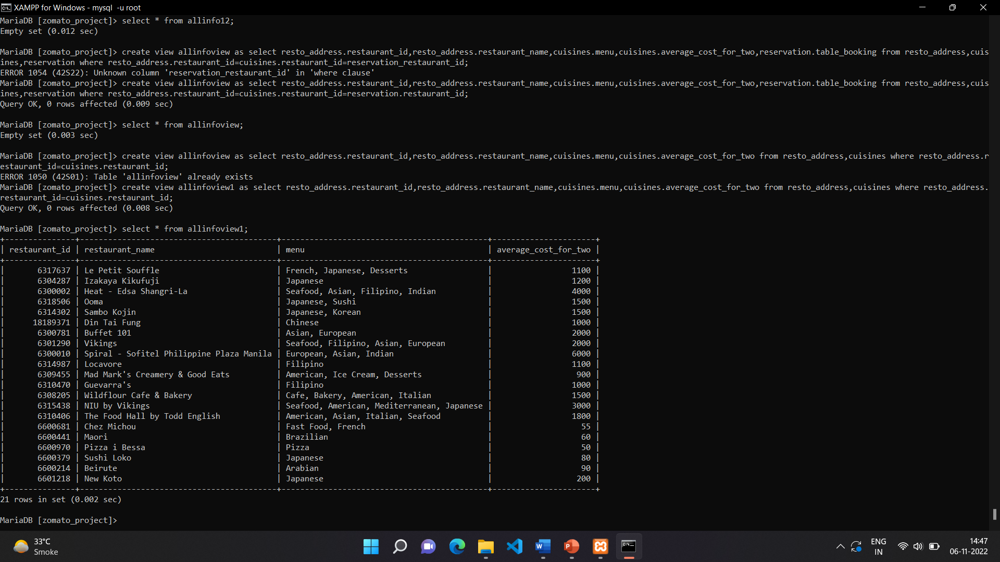 XAMPP for Windows - mysql  -u root
MariaDB [zomato_project]> select * from allinfo12;
Empty set (0.012 sec)
MariaDB [zomato_project]> create view allinfoview as select resto_address.restaurant_id,resto_address.restaurant_name,cuisines.menu,cuisines.average_cost_for_two,reservation.table_booking from resto_address,cuis
ines,reservation where resto_address.restaurant_id=cuisines.restaurant_id=reservation_restaurant_id;
ERROR 1054 (42S22): Unknown column 'reservation_restaurant_id' in 'where clause'
MariaDB [zomato_project]> create view allinfoview as select resto_address.restaurant_id,resto_address.restaurant_name,cuisines.menu,cuisines.average_cost_for_two,reservation.table_booking from resto_address,cuis
ines,reservation where resto_address.restaurant_id=cuisines.restaurant_id=reservation.restaurant_id;
Query OK, 0 rows affected (0.009 sec)
MariaDB [zomato_project]> select * from allinfoview;
Empty set (0.003 sec)
MariaDB [zomato_project]> create view allinfoview as select resto_address.restaurant_id,resto_address.restaurant_name,cuisines.menu,cuisines.average_cost_for_two from resto_address,cuisines where resto_address.r
estaurant_id=cuisines.restaurant_id;
ERROR 1050 (42S01): Table 'allinfoview' already exists
MariaDB [zomato_project]> create view allinfoview1 as select resto_address.restaurant_id,resto_address.restaurant_name,cuisines.menu,cuisines.average_cost_for_two from resto_address,cuisines where resto_address.
restaurant_id=cuisines.restaurant_id;
Query OK, 0 rows affected (0.008 sec)
MariaDB [zomato_project]> select * from allinfoview1;
+---------------+------------------------------------------+--------------------------------------------+----------------------+
| restaurant_id | restaurant_name                          | menu                                       | average_cost_for_two |
+---------------+------------------------------------------+--------------------------------------------+----------------------+
|       6317637 | Le Petit Souffle                         | French, Japanese, Desserts                 |                 1100 |
|       6304287 | Izakaya Kikufuji                         | Japanese                                   |                 1200 |
|       6300002 | Heat - Edsa Shangri-La                   | Seafood, Asian, Filipino, Indian           |                 4000 |
|       6318506 | Ooma                                     | Japanese, Sushi                            |                 1500 |
|       6314302 | Sambo Kojin                              | Japanese, Korean                           |                 1500 |
|      18189371 | Din Tai Fung                             | Chinese                                    |                 1000 |
|       6300781 | Buffet 101                               | Asian, European                            |                 2000 |
|       6301290 | Vikings                                  | Seafood, Filipino, Asian, European         |                 2000 |
|       6300010 | Spiral - Sofitel Philippine Plaza Manila | European, Asian, Indian                    |                 6000 |
|       6314987 | Locavore                                 | Filipino                                   |                 1100 |
|       6309455 | Mad Mark's Creamery & Good Eats          | American, Ice Cream, Desserts              |                  900 |
|       6310470 | Guevarra's                               | Filipino                                   |                 1000 |
|       6308205 | Wildflour Cafe & Bakery                  | Cafe, Bakery, American, Italian            |                 1500 |
|       6315438 | NIU by Vikings                           | Seafood, American, Mediterranean, Japanese |                 3000 |
|       6310406 | The Food Hall by Todd English            | American, Asian, Italian, Seafood          |                 1800 |
|       6600681 | Chez Michou                              | Fast Food, French                          |                   55 |
|       6600441 | Maori                                    | Brazilian                                  |                   60 |
|       6600970 | Pizza i Bessa                            | Pizza                                      |                   50 |
|       6600379 | Sushi Loko                               | Japanese                                   |                   80 |
|       6600214 | Beirute                                  | Arabian                                    |                   90 |
|       6601218 | New Koto                                 | Japanese                                   |                  200 |
+---------------+------------------------------------------+--------------------------------------------+----------------------+
21 rows in set (0.002 sec)
MariaDB [zomato_project]>
33°C
Smoke
ENG
IN
14:47
06-11-2022